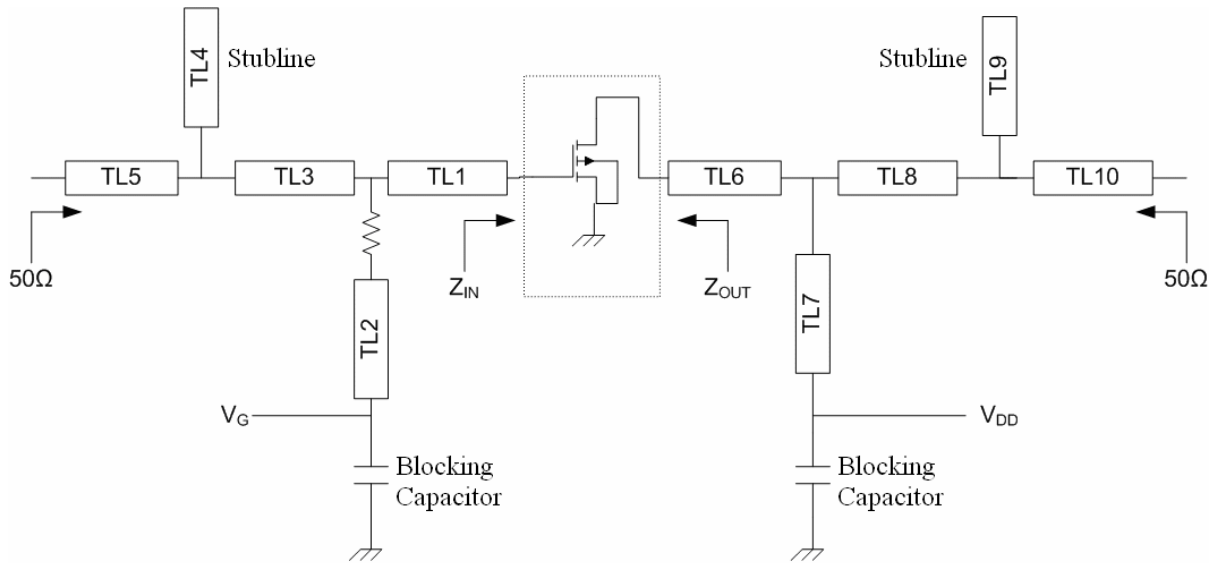 TL4
Stubline
Stubline
TL9
TL5
TL3
TL1
TL6
TL8
TL10
50Ω
Z_IN
Z_OUT
50Ω
TL2
TL7
V_G
V_DD
Blocking
Capacitor
Blocking
Capacitor